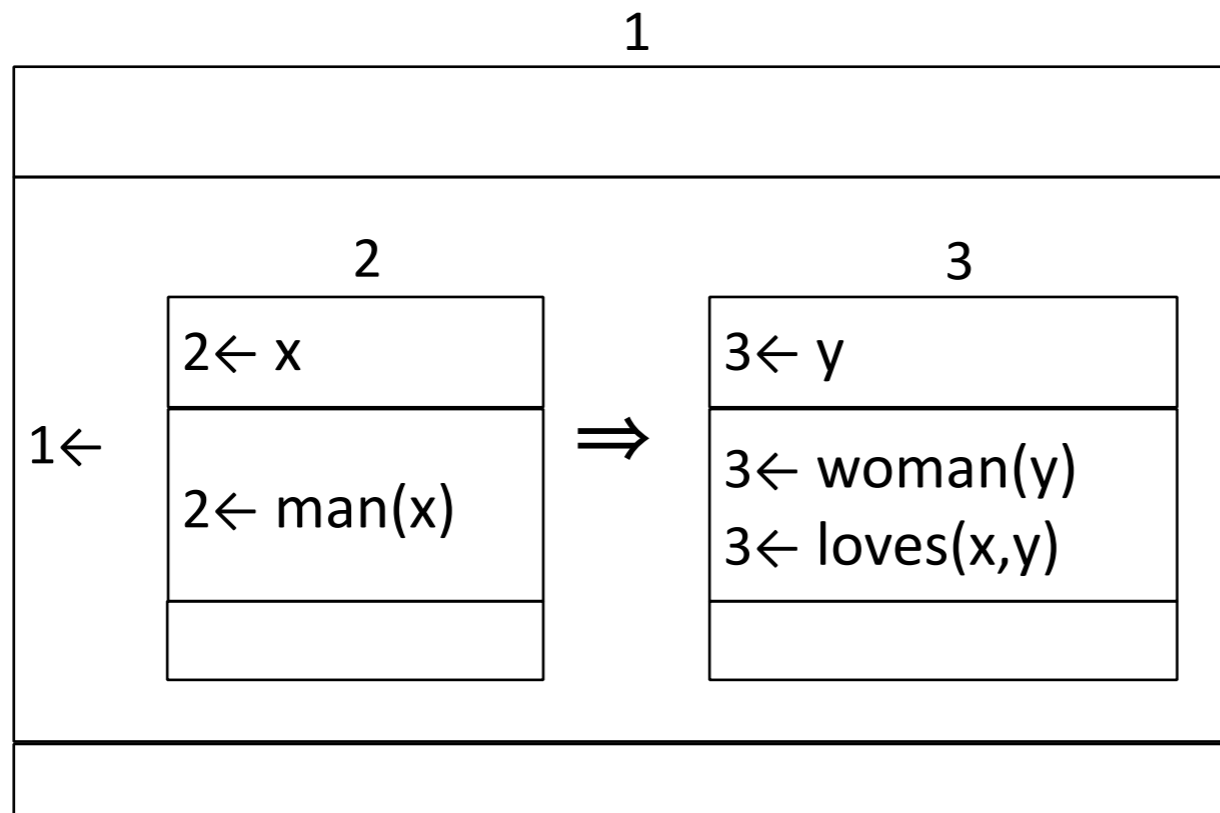 1
2 3
2← x 3← y
1← 2← man(x) ⇒ 3← woman(y)
3← loves(x,y)